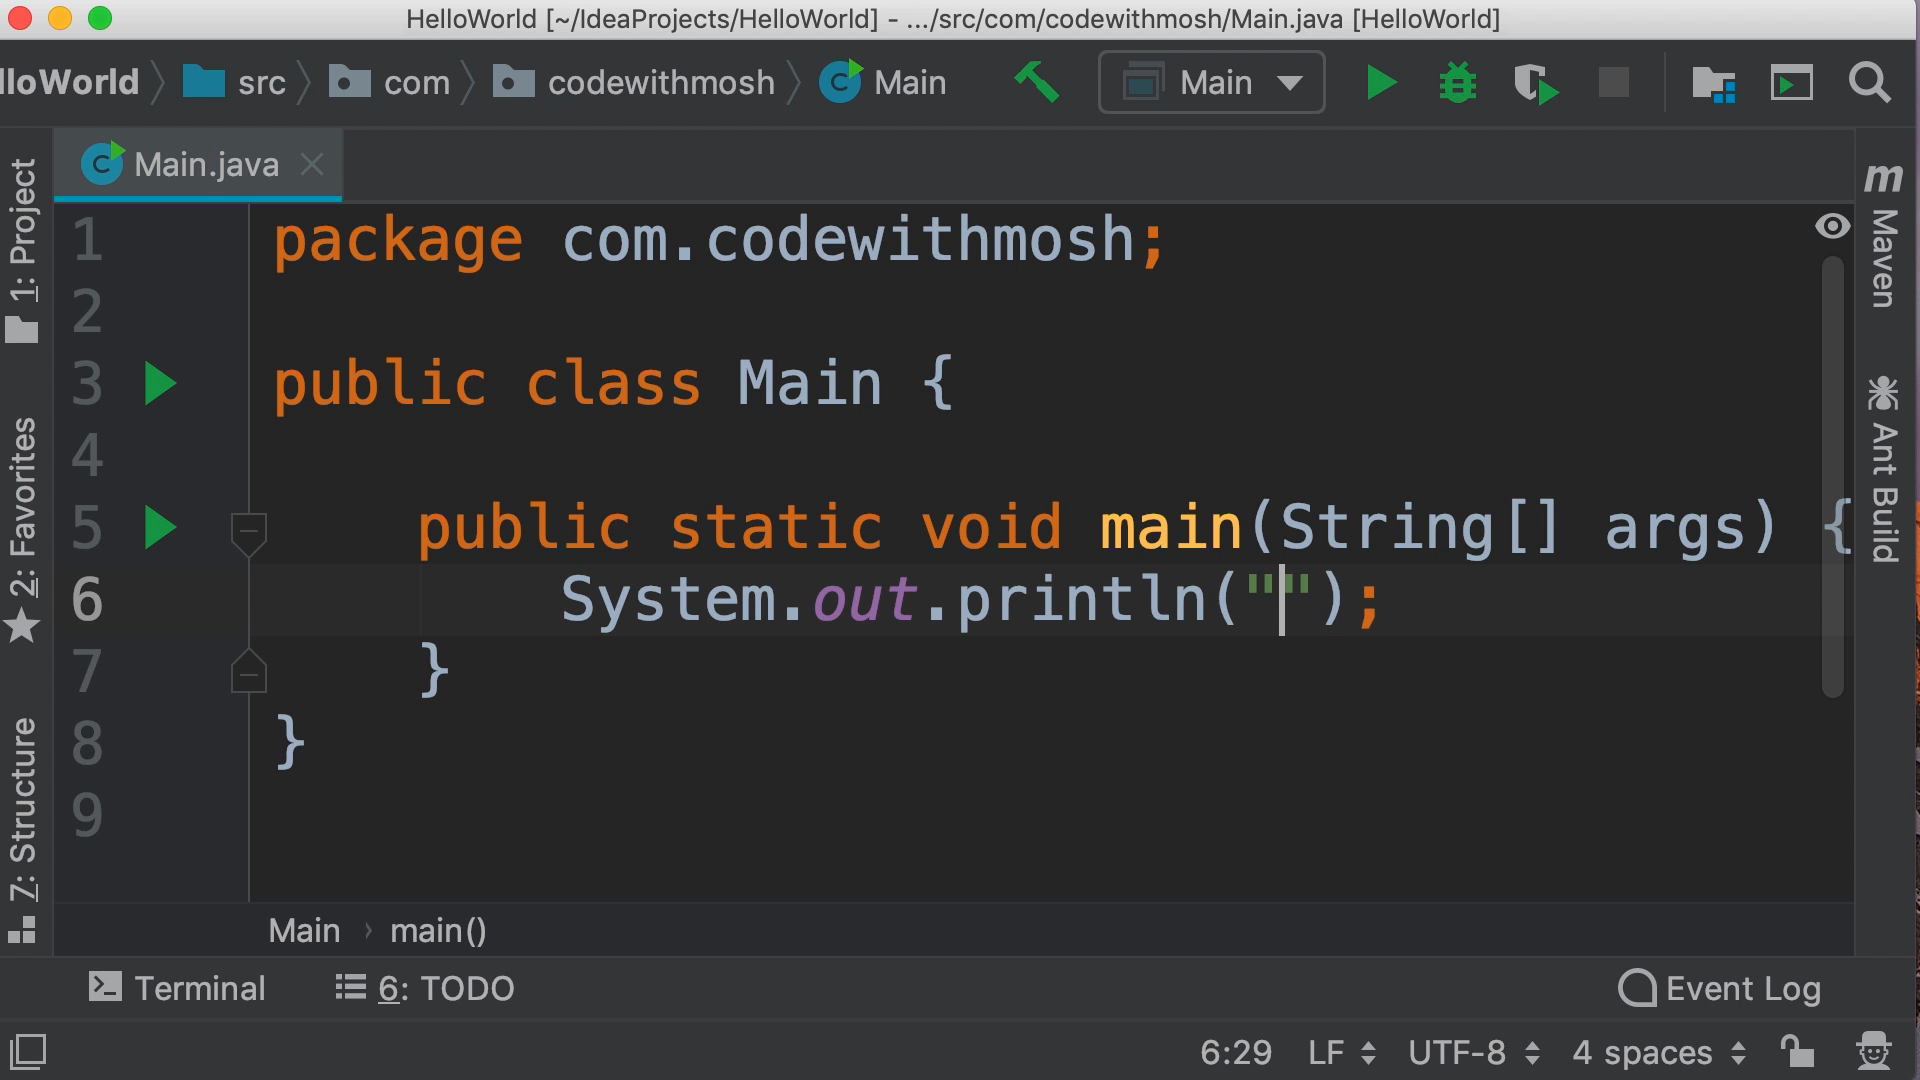 HelloWorld [~/IdeaProjects/HelloWorld] - .../src/com/codewithmosh/Main.java [HelloWorld]
lloWorld src com codewithmosh Main Main
Main.java
1: Project
2: Favorites
7: Structure
1 package com.codewithmosh;
2
3 public class Main {
4
5 public static void main(String[] args) {
6 System.out.println("");
7 }
8 }
9
m Maven
Ant Build
Main › main()
Terminal 6: TODO Event Log
6:29 LF UTF-8 4 spaces